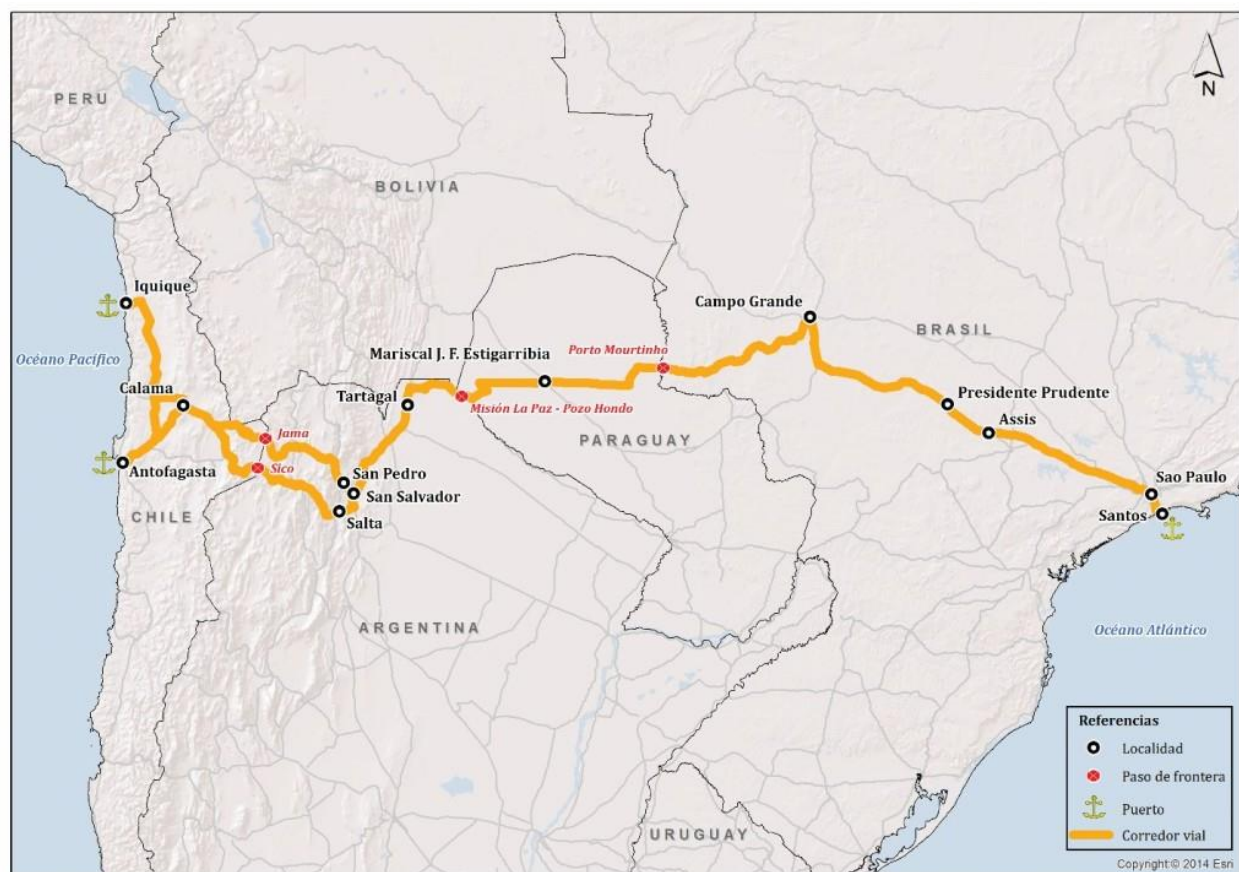 N
PERU
BOLIVIA
Iquique
Campo Grande
BRASIL
Océano Pacífico
Mariscal J. F. Estigarribia
Porto Mourtinho
Calama
Tartagal
Misión La Paz - Pozo Hondo
Presidente Prudente
Assis
Jama
PARAGUAY
Antofagasta
Sico
San Pedro
San Salvador
Sao Paulo
CHILE
Salta
Santos
ARGENTINA
Océano Atlántico
Referencias
Localidad
Paso de frontera
Puerto
URUGUAY
Corredor vial
Copyright:© 2014 Esri